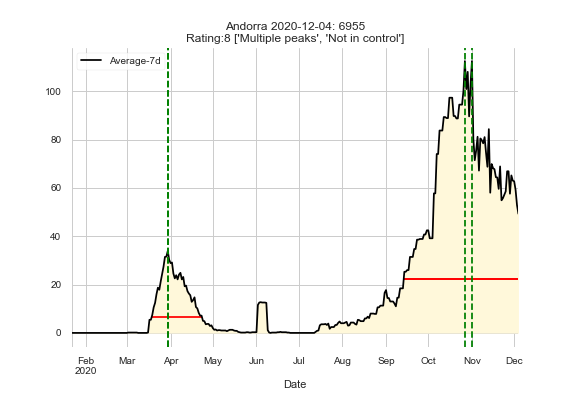 Andorra 2020-12-04: 6955
Rating:8 ['Multiple peaks', 'Not in control']
Average-7d
100
80
60
40
20
0
Feb Mar Apr May Jun Jul Aug Sep Oct Nov Dec
2020
Date